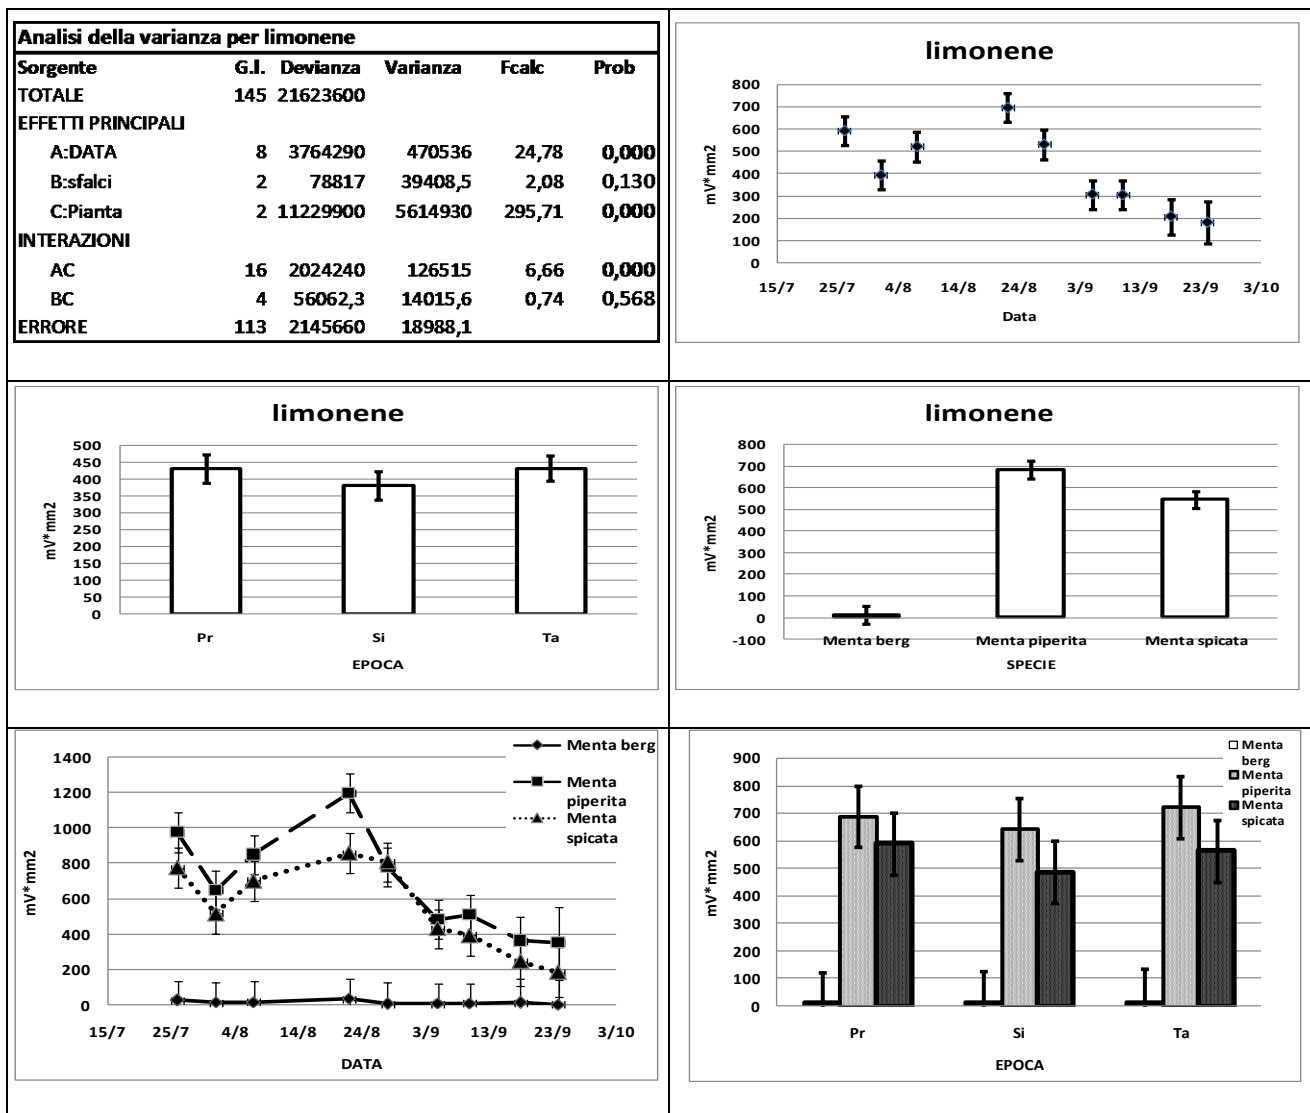 Analisi della varianza per limonene
Sorgente G.l. Devianza Varianza Fcalc Prob
TOTALE 145 21623600
EFFETTI PRINCIPALI
A:DATA 8 3764290 470536 24,78 0,000
B:sfalci 2 78817 39408,5 2,08 0,130
C:Pianta 2 11229900 5614930 295,71 0,000
INTERAZIONI
AC 16 2024240 126515 6,66 0,000
BC 4 56062,3 14015,6 0,74 0,568
ERRORE 113 2145660 18988,1
limonene
800
700
600
500
400
300
200
100
0
mV*mm2
15/7 25/7 4/8 14/8 24/8 3/9 13/9 23/9 3/10
Data
limonene
500
450
400
350
300
250
200
150
100
50
0
mV*mm2
Pr Si Ta
EPOCA
limonene
800
700
600
500
400
300
200
100
0
-100
mV*mm2
Menta berg Menta piperita Menta spicata
SPECIE
1400
1200
1000
800
600
400
200
0
mV*mm2
15/7 25/7 4/8 14/8 24/8 3/9 13/9 23/9 3/10
DATA
Menta berg
Menta
piperita
Menta
spicata
900
800
700
600
500
400
300
200
100
0
mV*mm2
Pr Si Ta
EPOCA
Menta
berg
Menta
piperita
Menta
spicata